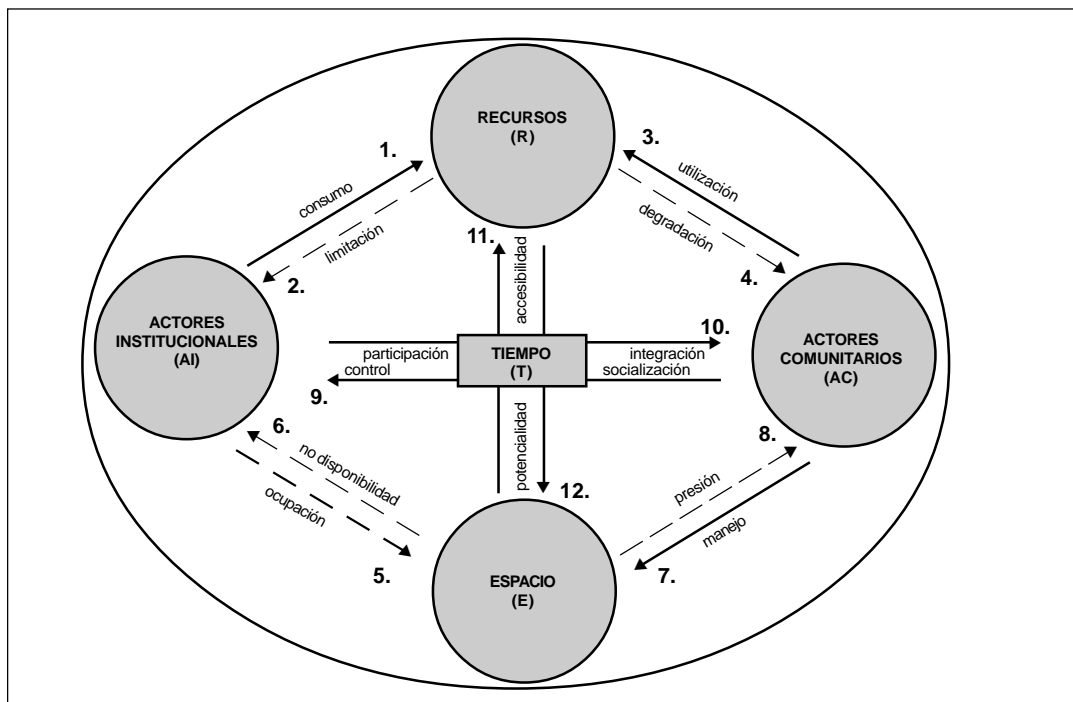 RECURSOS
(R)
1.
3.
consumo
utilización
limitación
degradación
11.
accesibilidad
2.
4.
ACTORES
INSTITUCIONALES
(AI)
10.
ACTORES
COMUNITARIOS
(AC)
participación
TIEMPO
(T)
integración
control
socialización
9.
6.
8.
no disponibilidad
potencialidad
presión
ocupación
12.
manejo
5.
7.
ESPACIO
(E)